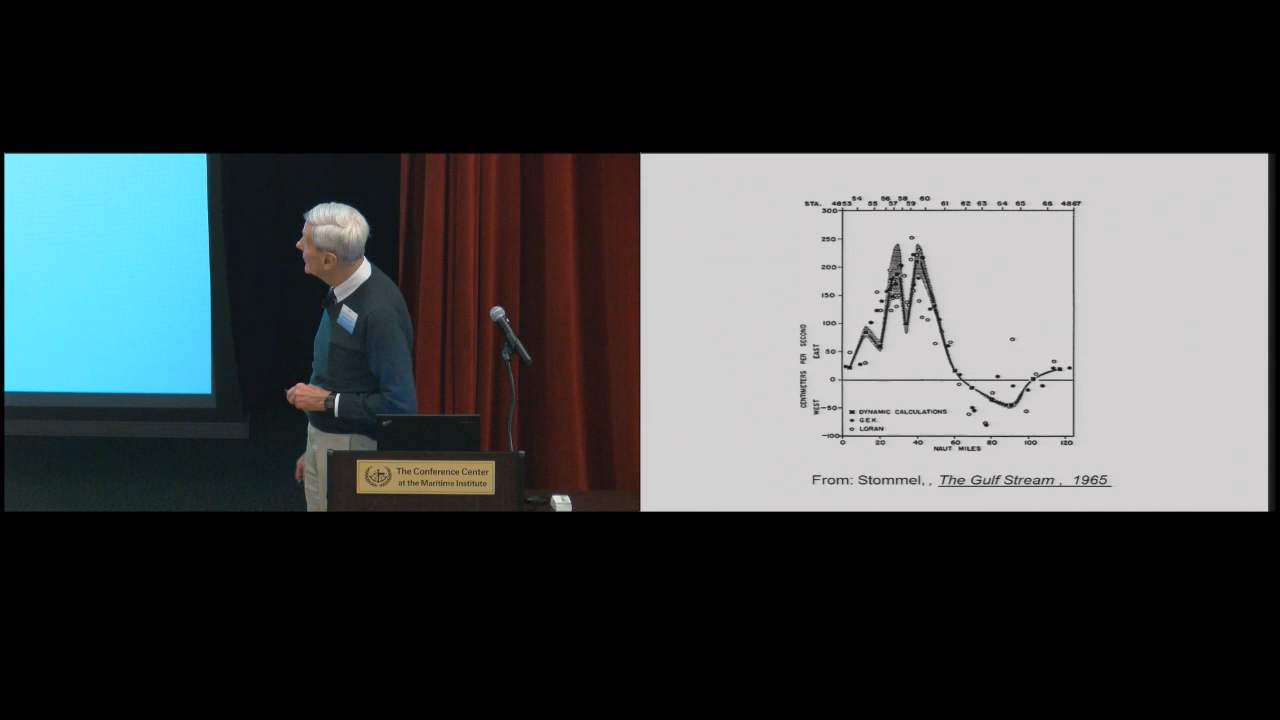 The Conference Center
at the Maritime Institute
STA. 4853 54 55 56 57 58 59 60 61 62 63 64 65 66 4867
300
250
200
150
100
50
0
-50
-100
CENTIMETERS PER SECOND
WEST EAST
DYNAMIC CALCULATIONS
G.E.K.
LORAN
0 20 40 60 80 100 120
NAUT MILES
From: Stommel, , The Gulf Stream , 1965